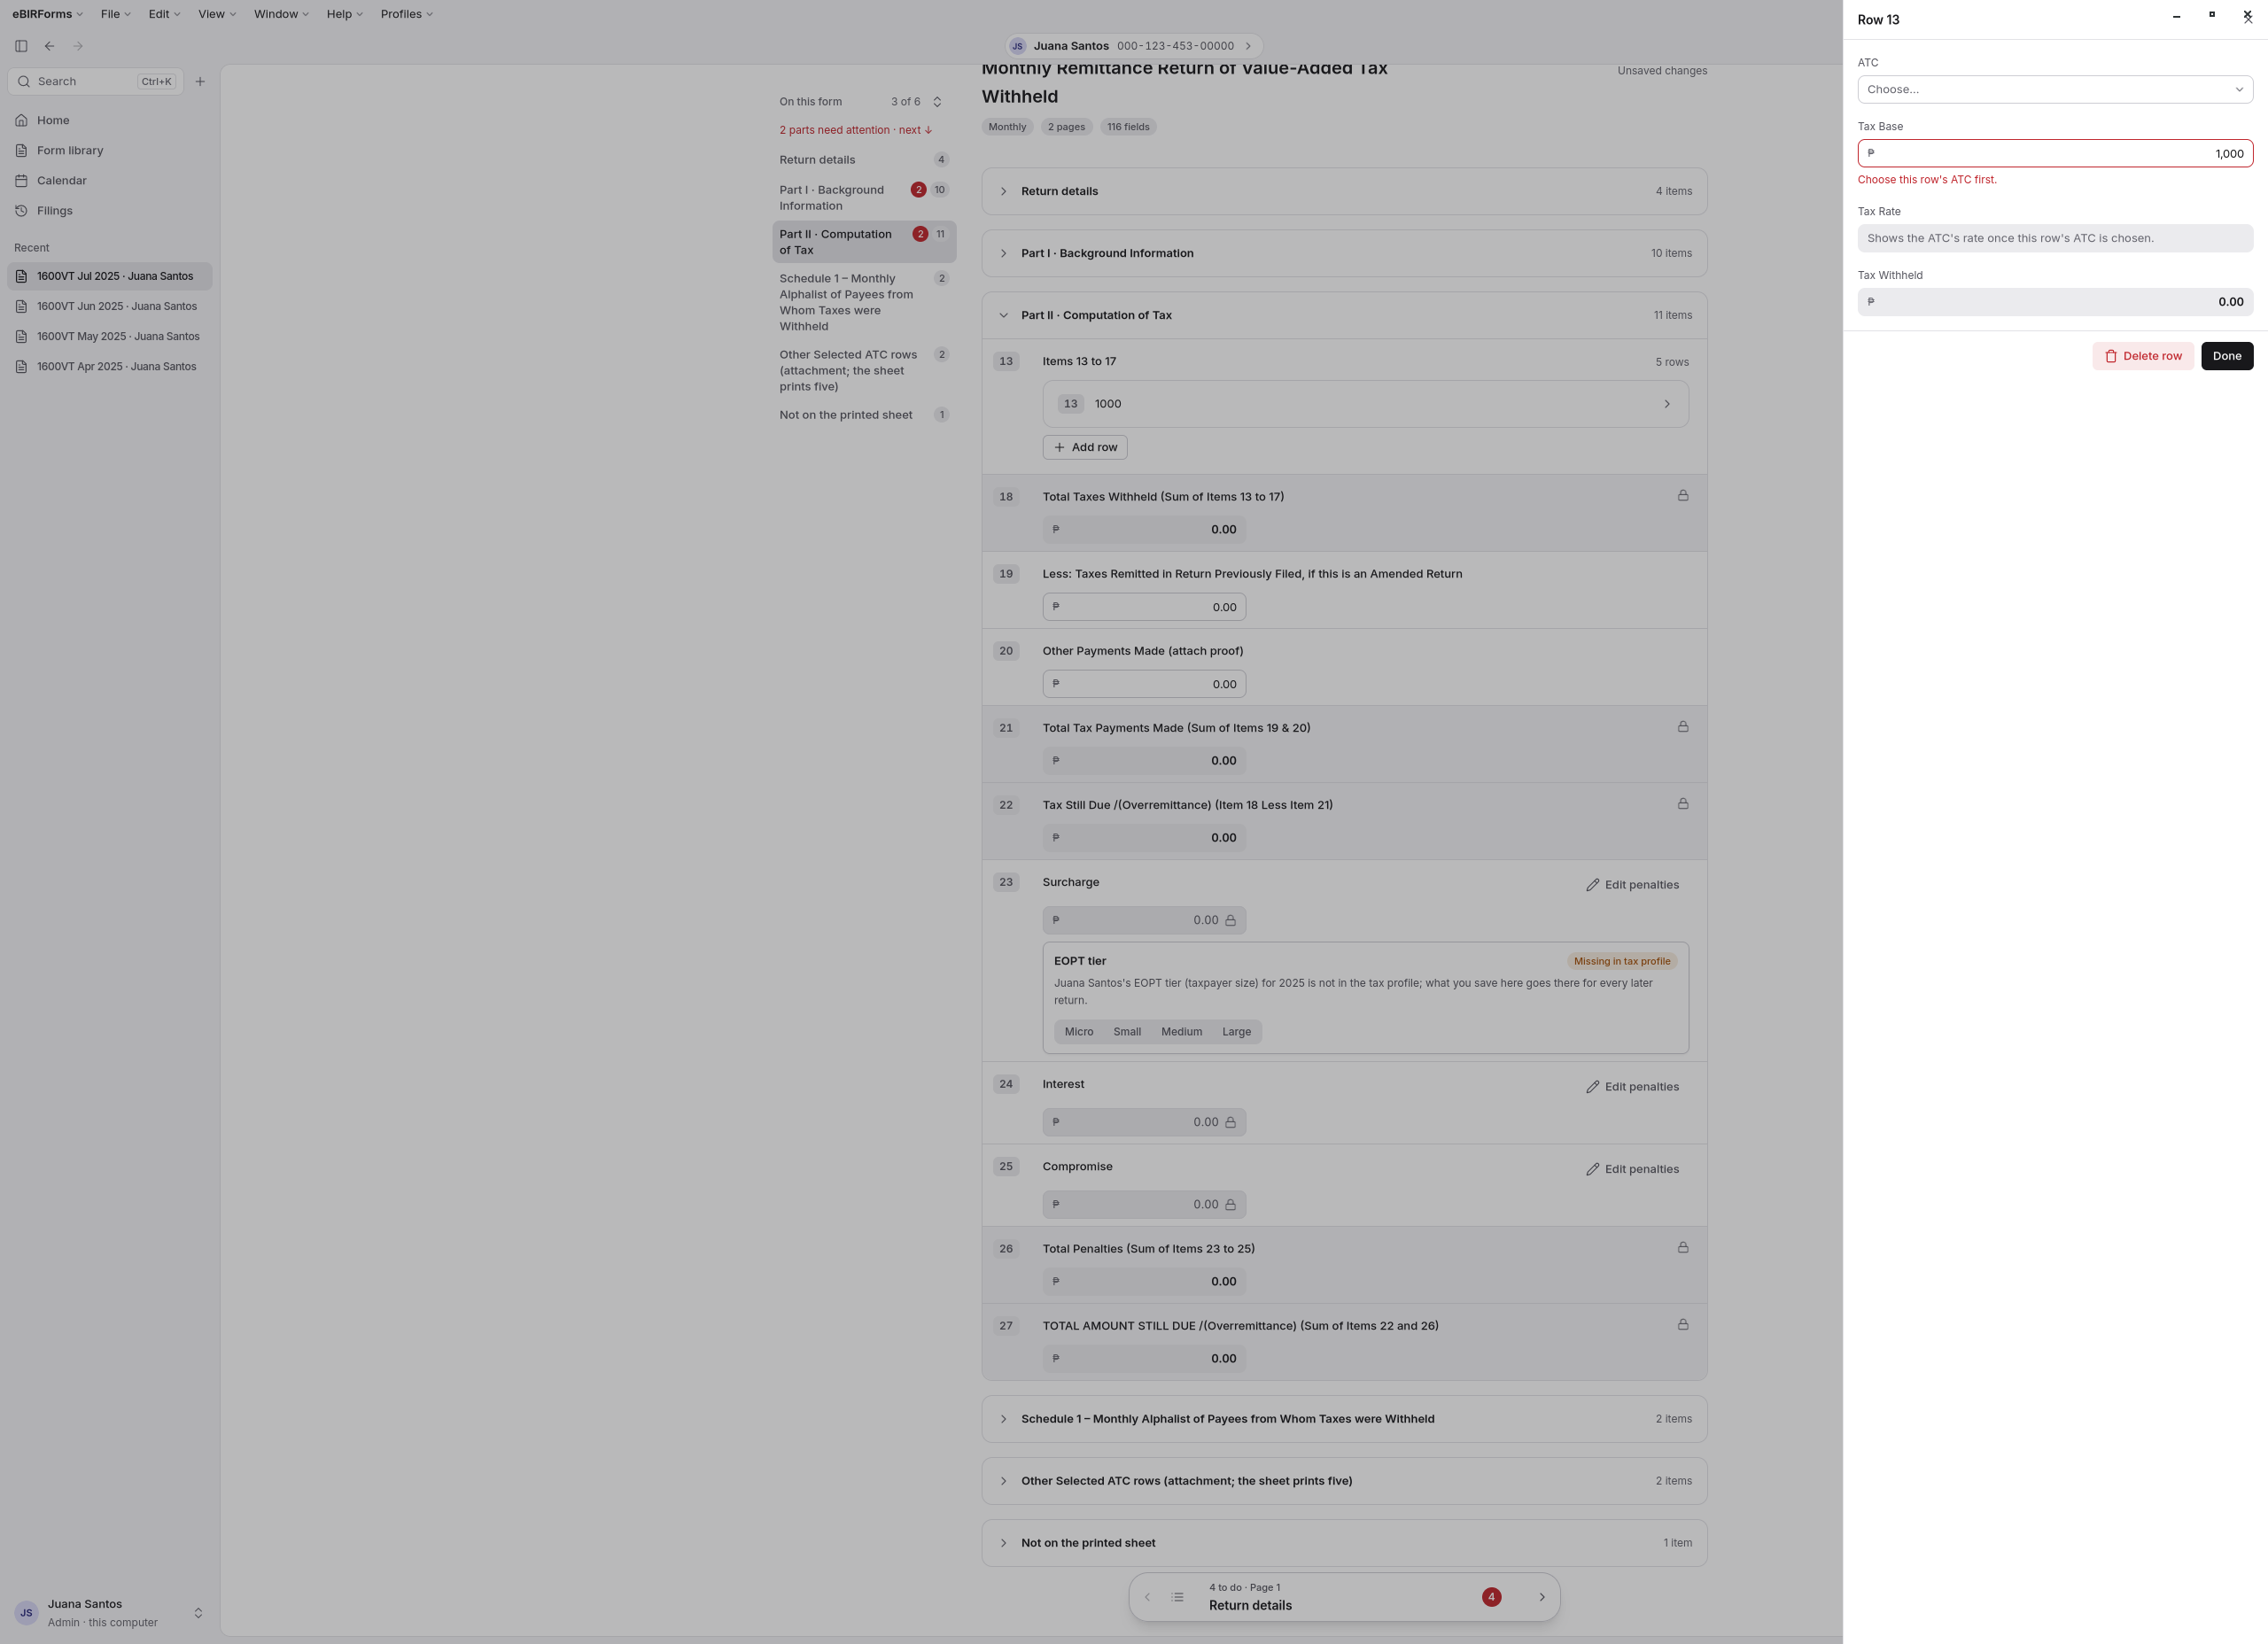 eBIRForms File Edit View Window Help Profiles
JS Juana Santos 000-123-453-00000
Search Ctrl+K
Home
Form library
Calendar
Filings
Recent
1600VT Jul 2025 · Juana Santos
1600VT Jun 2025 · Juana Santos
1600VT May 2025 · Juana Santos
1600VT Apr 2025 · Juana Santos
JS
Juana Santos
Admin · this computer
On this form 3 of 6
2 parts need attention · next ↓
Return details 4
Part I · Background
Information
2 10
Part II · Computation
of Tax
2 11
Schedule 1 – Monthly
Alphalist of Payees from
Whom Taxes were
Withheld
2
Other Selected ATC rows
(attachment; the sheet
prints five)
2
Not on the printed sheet 1
Monthly Remittance Return of Value-Added Tax
Withheld
Unsaved changes
Monthly 2 pages 116 fields
Return details 4 items
Part I · Background Information 10 items
Part II · Computation of Tax 11 items
13 Items 13 to 17 5 rows
13 1000
Add row
18 Total Taxes Withheld (Sum of Items 13 to 17)
₱ 0.00
19 Less: Taxes Remitted in Return Previously Filed, if this is an Amended Return
₱ 0.00
20 Other Payments Made (attach proof)
₱ 0.00
21 Total Tax Payments Made (Sum of Items 19 & 20)
₱ 0.00
22 Tax Still Due /(Overremittance) (Item 18 Less Item 21)
₱ 0.00
23 Surcharge Edit penalties
₱ 0.00
EOPT tier Missing in tax profile
Juana Santos's EOPT tier (taxpayer size) for 2025 is not in the tax profile; what you save here goes there for every later
return.
Micro Small Medium Large
24 Interest Edit penalties
₱ 0.00
25 Compromise Edit penalties
₱ 0.00
26 Total Penalties (Sum of Items 23 to 25)
₱ 0.00
27 TOTAL AMOUNT STILL DUE /(Overremittance) (Sum of Items 22 and 26)
₱ 0.00
Schedule 1 – Monthly Alphalist of Payees from Whom Taxes were Withheld 2 items
Other Selected ATC rows (attachment; the sheet prints five) 2 items
Not on the printed sheet 1 item
4 to do · Page 1
Return details
4
Row 13
ATC
Choose...
Tax Base
₱ 1,000
Choose this row's ATC first.
Tax Rate
Shows the ATC's rate once this row's ATC is chosen.
Tax Withheld
₱ 0.00
Delete row Done